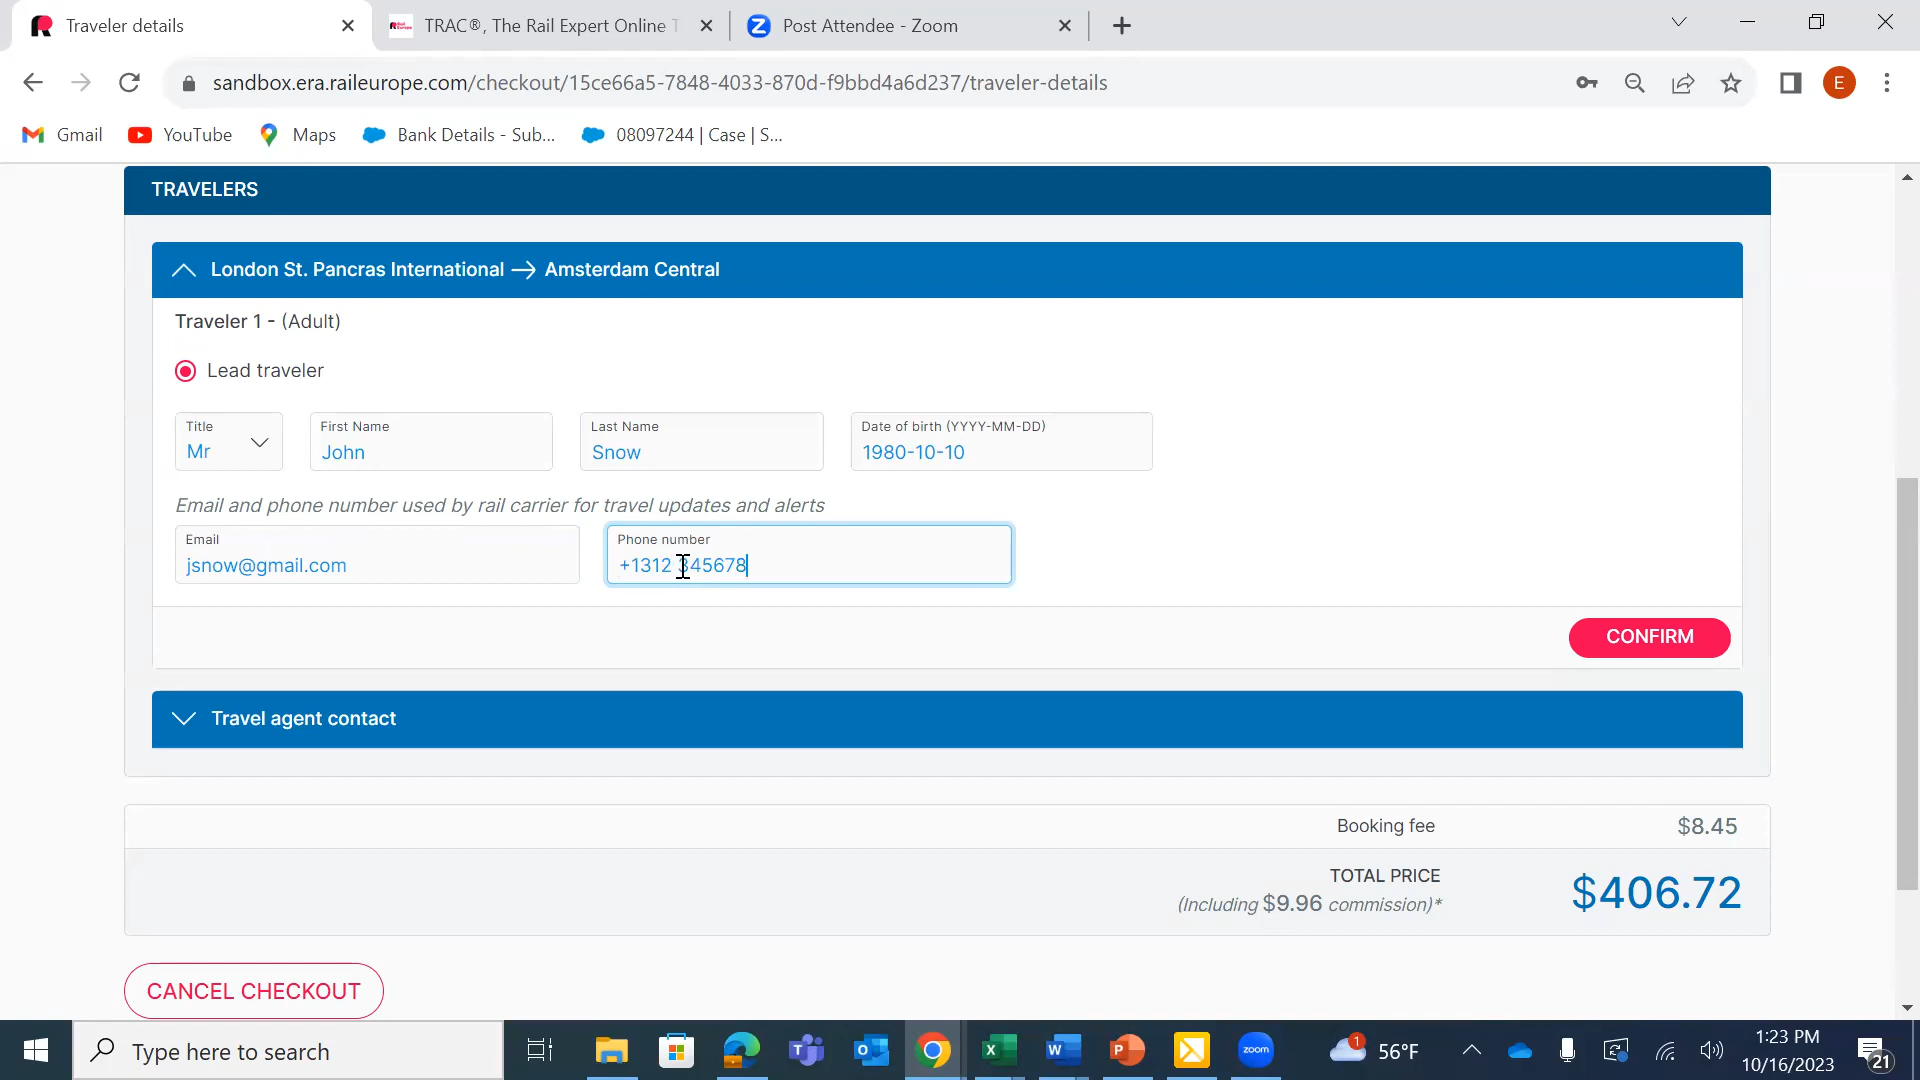 Traveler details
TRAC®, The Rail Expert Online T
Post Attendee - Zoom
sandbox.era.raileurope.com/checkout/15ce66a5-7848-4033-870d-f9bbd4a6d237/traveler-details
E
Gmail
YouTube
Maps
Bank Details - Sub...
08097244 | Case | S...
TRAVELERS
London St. Pancras International → Amsterdam Central
Traveler 1 - (Adult)
Lead traveler
Title
Mr
First Name
John
Last Name
Snow
Date of birth (YYYY-MM-DD)
1980-10-10
Email and phone number used by rail carrier for travel updates and alerts
Email
jsnow@gmail.com
Phone number
+1312 345678
CONFIRM
Travel agent contact
Booking fee
$8.45
TOTAL PRICE
(Including $9.96 commission)*
$406.72
CANCEL CHECKOUT
Type here to search
zoom
1
56°F
1:23 PM
10/16/2023
21